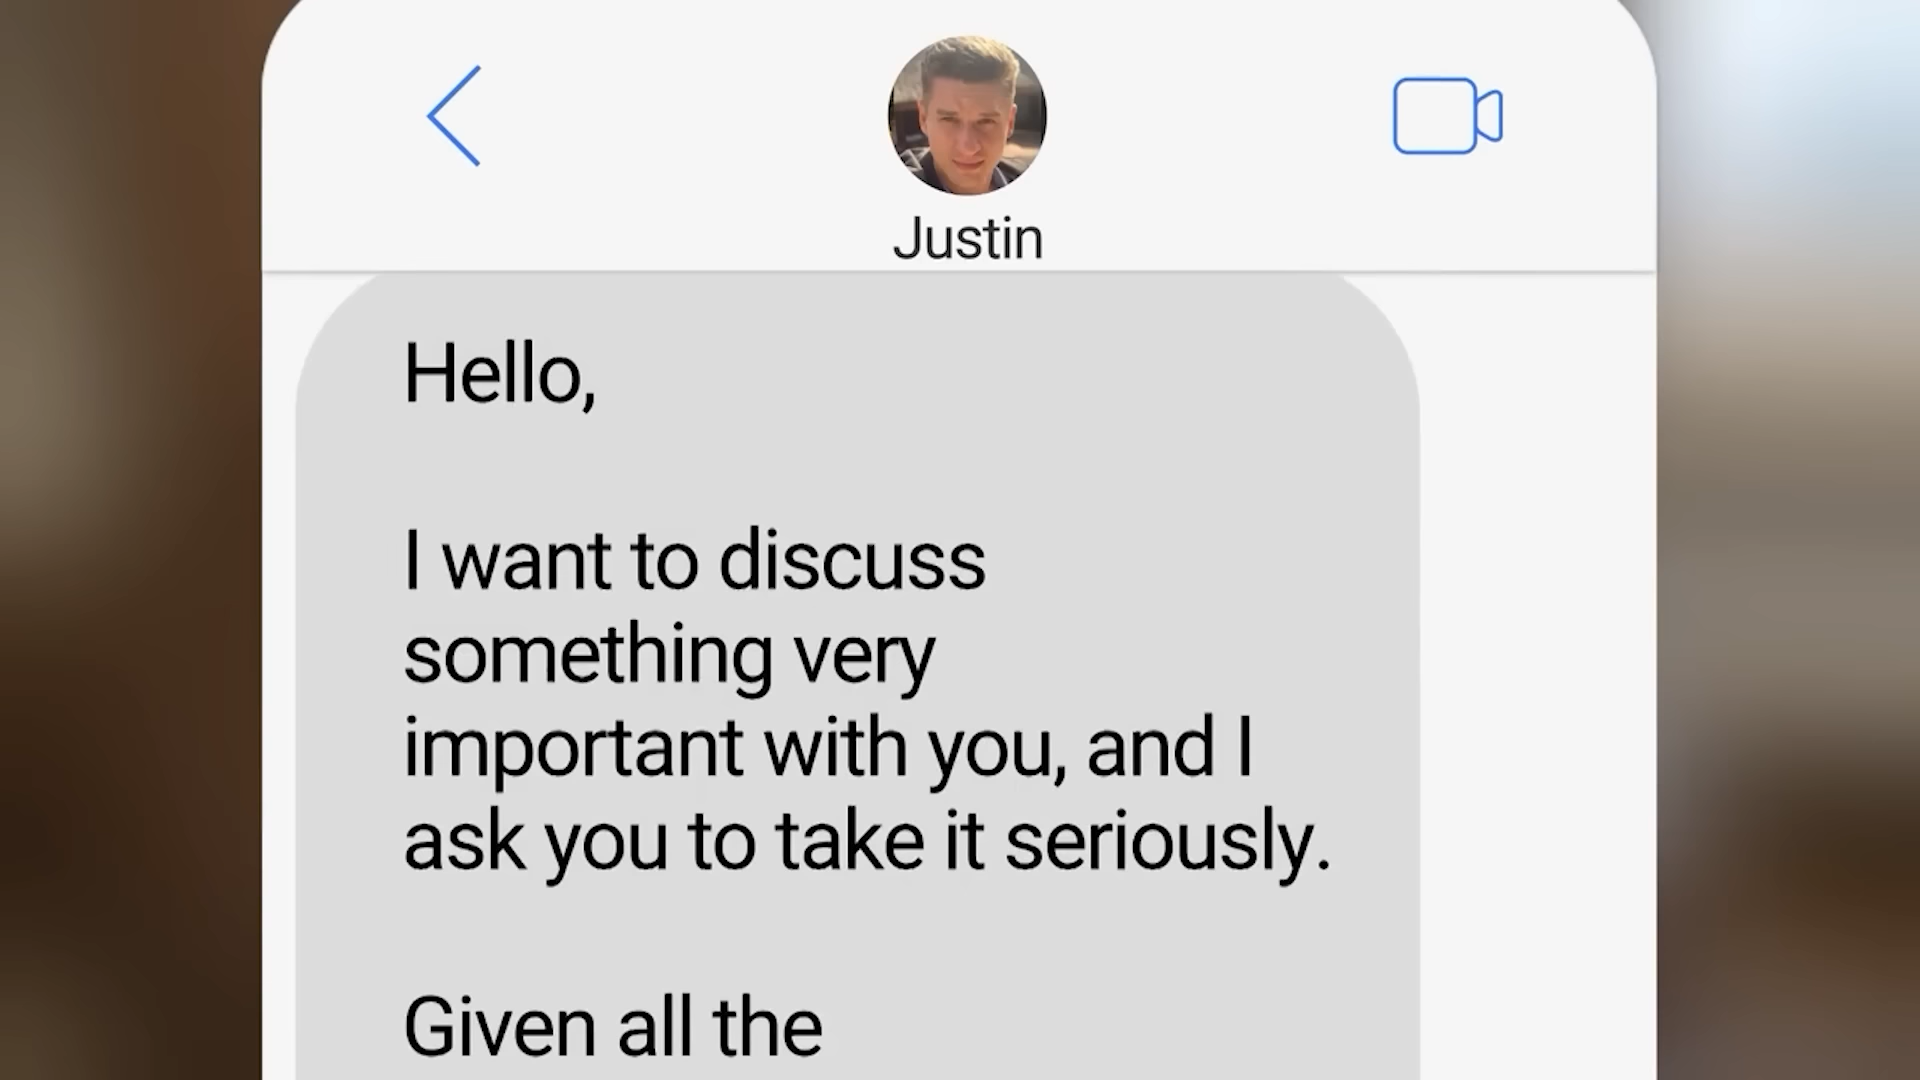 Justin
Hello,
I want to discuss
something very
important with you, and I
ask you to take it seriously.
Given all the